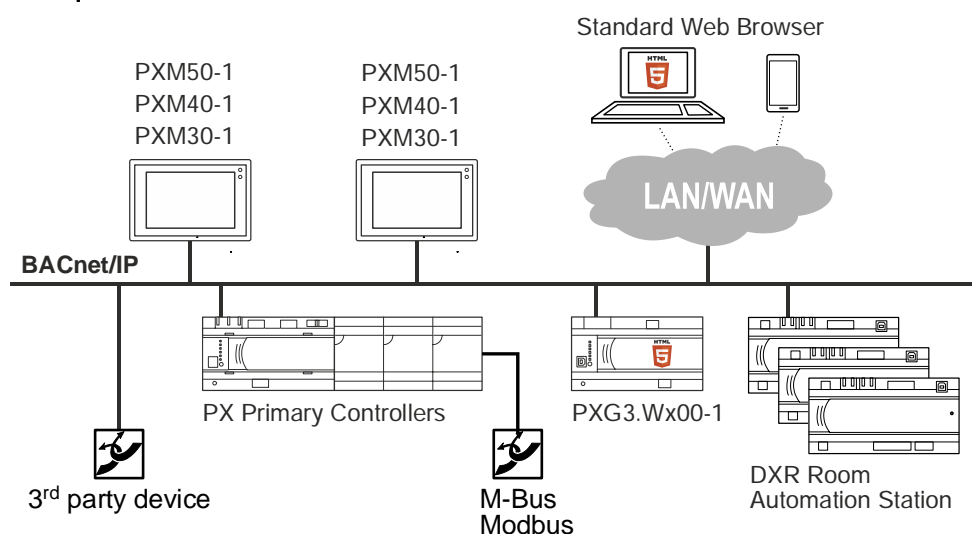 Standard Web Browser
HTML
5
PXM50-1
PXM40-1
PXM30-1
PXM50-1
PXM40-1
PXM30-1
LAN/WAN
BACnet/IP
HTML
5
PX Primary Controllers
PXG3.Wx00-1
3rd party device
M-Bus
Modbus
DXR Room
Automation Station